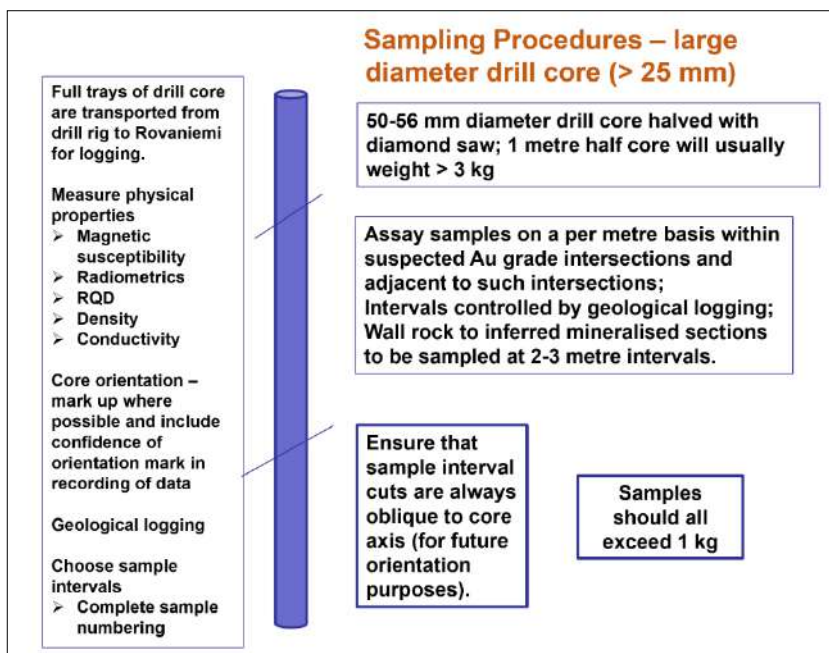 Sampling Procedures – large
diameter drill core (> 25 mm)
Full trays of drill core
are transported from
drill rig to Rovaniemi
for logging.
Measure physical
properties
➤ Magnetic
susceptibility
➤ Radiometrics
➤ RQD
➤ Density
➤ Conductivity
Core orientation –
mark up where
possible and include
confidence of
orientation mark in
recording of data
Geological logging
Choose sample
intervals
➤ Complete sample
numbering
50-56 mm diameter drill core halved with
diamond saw; 1 metre half core will usually
weight > 3 kg
Assay samples on a per metre basis within
suspected Au grade intersections and
adjacent to such intersections;
Intervals controlled by geological logging;
Wall rock to inferred mineralised sections
to be sampled at 2-3 metre intervals.
Ensure that
sample interval
cuts are always
oblique to core
axis (for future
orientation
purposes).
Samples
should all
exceed 1 kg